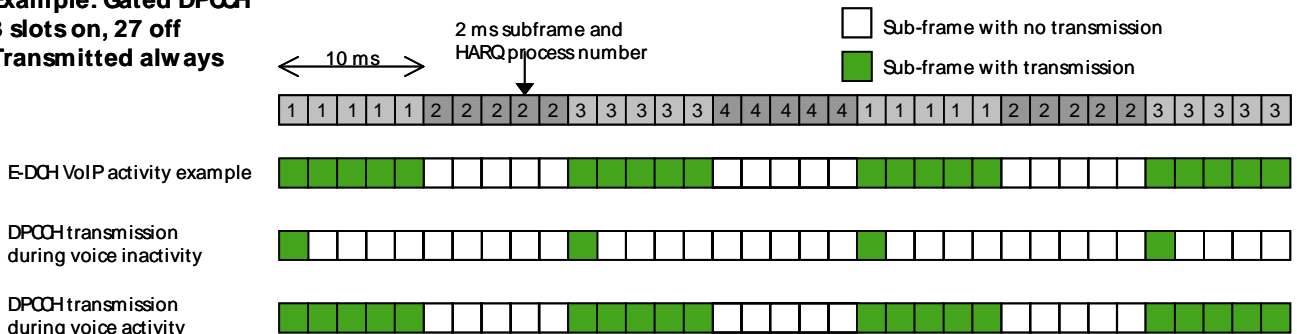 Example: Gated DPCCH
3 slots on, 27 off
Transmitted always
10 ms
2 ms subframe and
HARQ process number
Sub-frame with no transmission
Sub-frame with transmission
1 1 1 1 1 2 2 2 2 2 3 3 3 3 3 4 4 4 4 4 1 1 1 1 1 2 2 2 2 2 3 3 3 3 3
E-DCH VoIP activity example
DPCCH transmission
during voice inactivity
DPCCH transmission
during voice activity